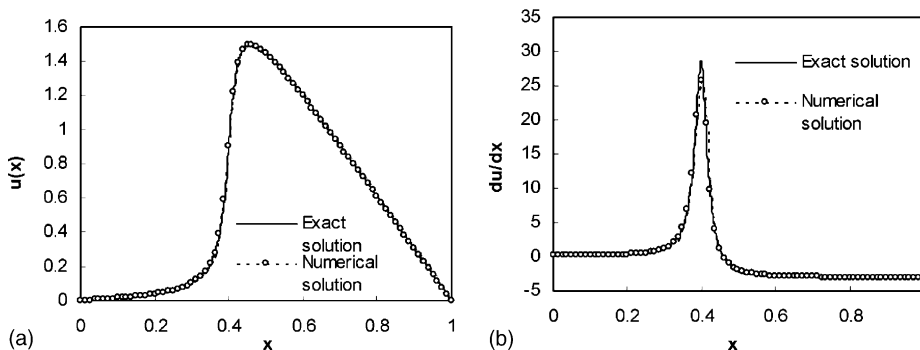 1.6
1.4
1.2
1
0.8
0.6
0.4
0.2
0
u(x)
Exact
solution
Numerical
solution
0 0.2 0.4 0.6 0.8 1
x
(a)
35
30
25
20
15
10
5
0
-5
du/dx
Exact solution
Numerical
solution
0 0.2 0.4 0.6 0.8 1
x
(b)